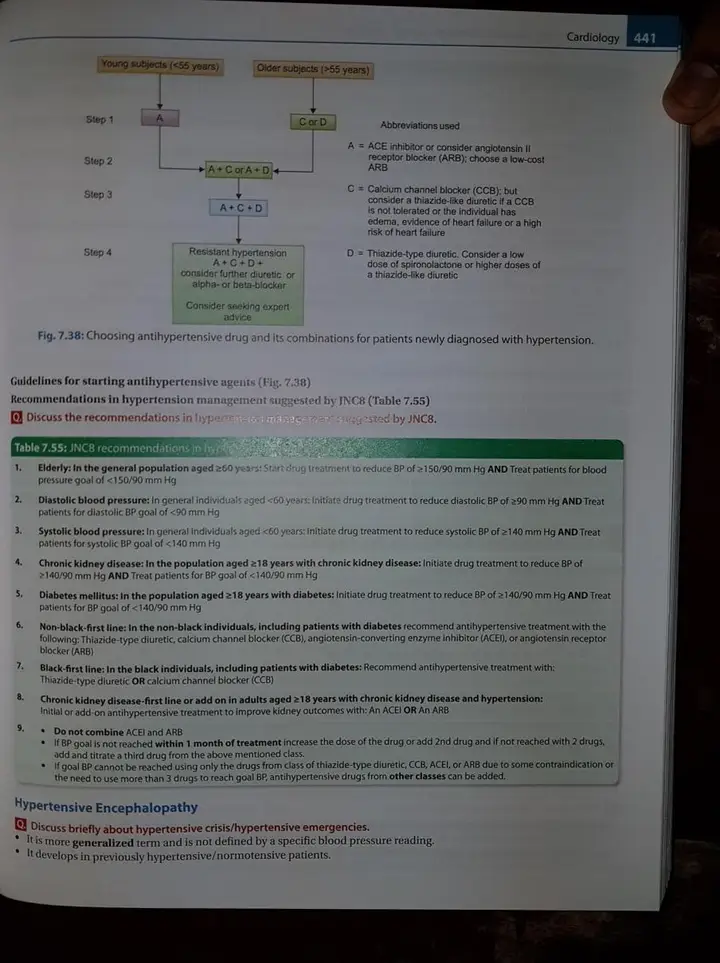 Cardiology 441
Young subjects (<55 years)
Older subjects (>55 years)
Step 1
A
C or D
Step 2
A + C or A + D
Step 3
A + C + D
Step 4
Resistant hypertension
A + C + D +
consider further diuretic or
alpha- or beta-blocker
Consider seeking expert
advice
Abbreviations used
A = ACE inhibitor or consider angiotensin II
receptor blocker (ARB); choose a low-cost
ARB
C = Calcium channel blocker (CCB); but
consider a thiazide-like diuretic if a CCB
is not tolerated or the individual has
edema, evidence of heart failure or a high
risk of heart failure
D = Thiazide-type diuretic. Consider a low
dose of spironolactone or higher doses of
a thiazide-like diuretic
Fig. 7.38: Choosing antihypertensive drug and its combinations for patients newly diagnosed with hypertension.
Guidelines for starting antihypertensive agents (Fig. 7.38)
Recommendations in hypertension management suggested by JNC8 (Table 7.55)
Q. Discuss the recommendations in hypertension management suggested by JNC8.
Table 7.55: JNC8 recommendations in
1. Elderly: In the general population aged ≥60 years: Start drug treatment to reduce BP of ≥150/90 mm Hg AND Treat patients for blood
pressure goal of <150/90 mm Hg
2. Diastolic blood pressure: In general individuals aged <60 years: Initiate drug treatment to reduce diastolic BP of ≥90 mm Hg AND Treat
patients for diastolic BP goal of <90 mm Hg
3. Systolic blood pressure: In general individuals aged <60 years: Initiate drug treatment to reduce systolic BP of ≥140 mm Hg AND Treat
patients for systolic BP goal of <140 mm Hg
4. Chronic kidney disease: In the population aged ≥18 years with chronic kidney disease: Initiate drug treatment to reduce BP of
≥140/90 mm Hg AND Treat patients for BP goal of <140/90 mm Hg
5. Diabetes mellitus: In the population aged ≥18 years with diabetes: Initiate drug treatment to reduce BP of ≥140/90 mm Hg AND Treat
patients for BP goal of <140/90 mm Hg
6. Non-black-first line: In the non-black individuals, including patients with diabetes recommend antihypertensive treatment with the
following: Thiazide-type diuretic, calcium channel blocker (CCB), angiotensin-converting enzyme inhibitor (ACEI), or angiotensin receptor
blocker (ARB)
7. Black-first line: In the black individuals, including patients with diabetes: Recommend antihypertensive treatment with:
Thiazide-type diuretic OR calcium channel blocker (CCB)
8. Chronic kidney disease-first line or add on in adults aged ≥18 years with chronic kidney disease and hypertension:
Initial or add-on antihypertensive treatment to improve kidney outcomes with: An ACEI OR An ARB
9. • Do not combine ACEI and ARB
• If BP goal is not reached within 1 month of treatment increase the dose of the drug or add 2nd drug and if not reached with 2 drugs,
add and titrate a third drug from the above mentioned class.
• If goal BP cannot be reached using only the drugs from class of thiazide-type diuretic, CCB, ACEI, or ARB due to some contraindication or
the need to use more than 3 drugs to reach goal BP, antihypertensive drugs from other classes can be added.
Hypertensive Encephalopathy
Q. Discuss briefly about hypertensive crisis/hypertensive emergencies.
• It is more generalized term and is not defined by a specific blood pressure reading.
• It develops in previously hypertensive/normotensive patients.